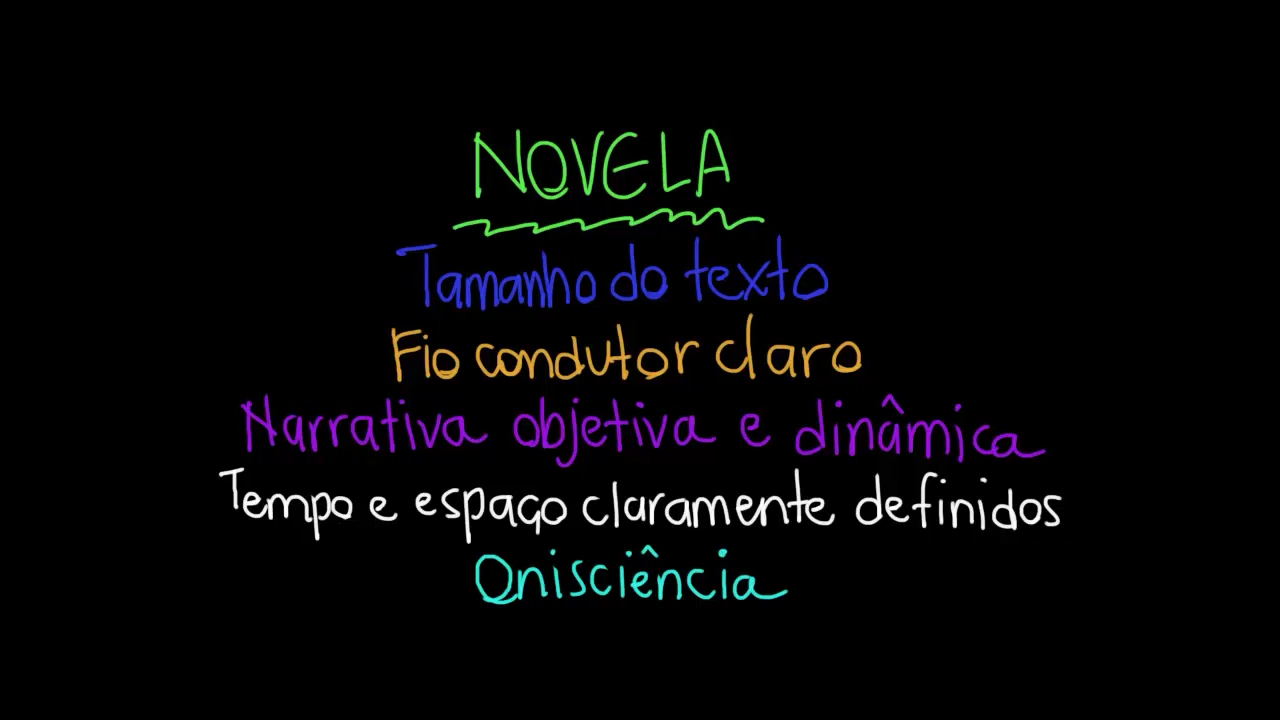 NOVELA
Tamanho do texto
Fio condutor claro
Narrativa objetiva e dinâmica
Tempo e espaço claramente definidos
Onisciência